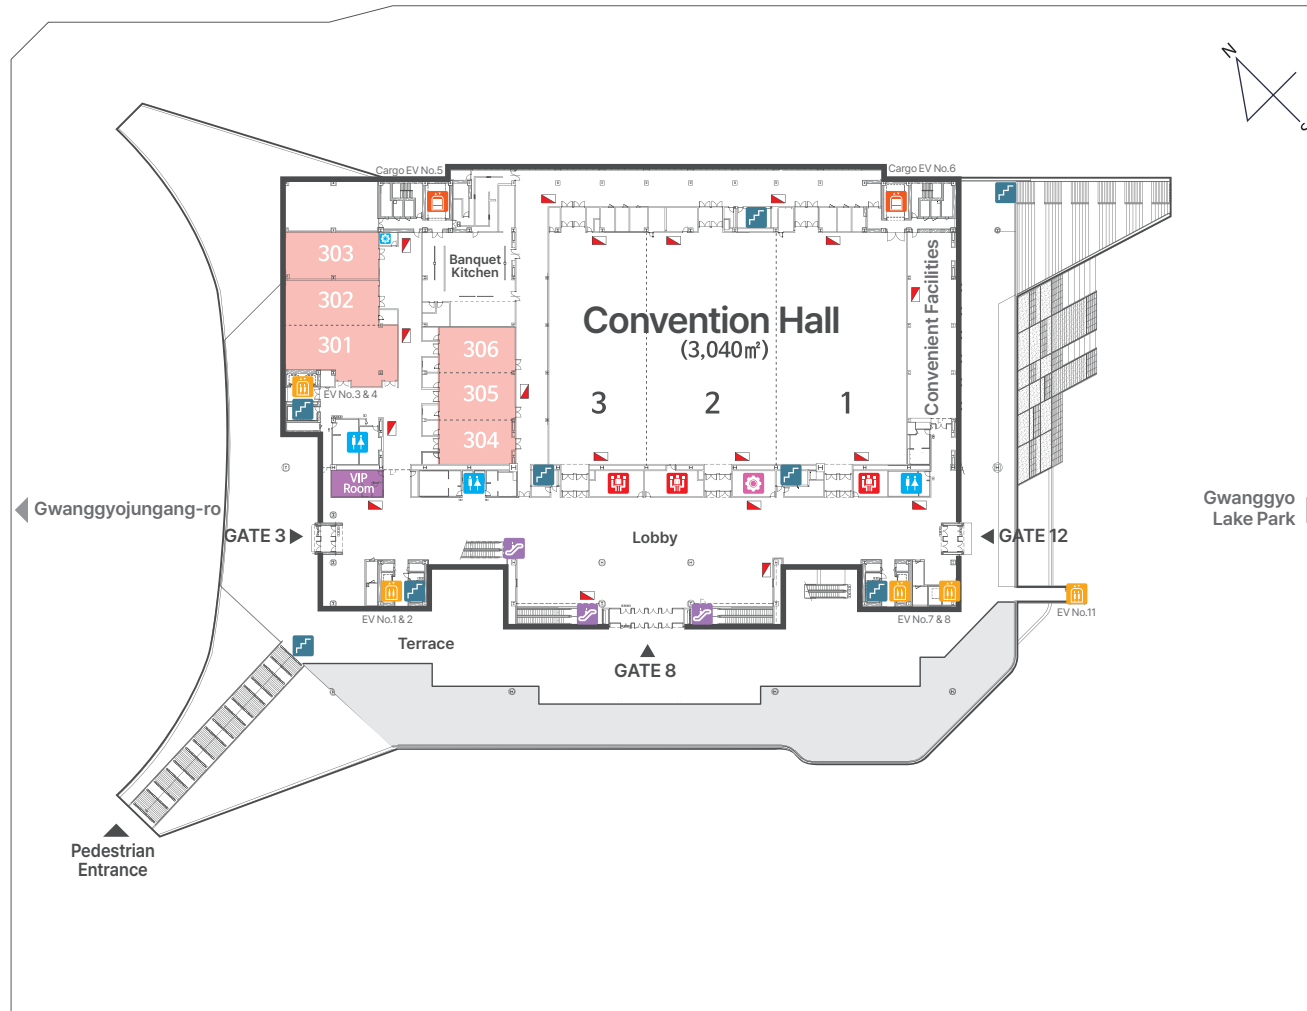 N
S
Cargo EV No.5
Cargo EV No.6
303
302
301
Banquet
Kitchen
Convention Hall
(3,040㎡)
3
2
1
Convenient Facilities
306
305
304
EV No.3 & 4
VIP
Room
Gwanggyojungang-ro
Gwanggyo
Lake Park
GATE 3
Lobby
GATE 12
EV No.1 & 2
EV No.7 & 8
EV No.11
Terrace
GATE 8
Pedestrian
Entrance